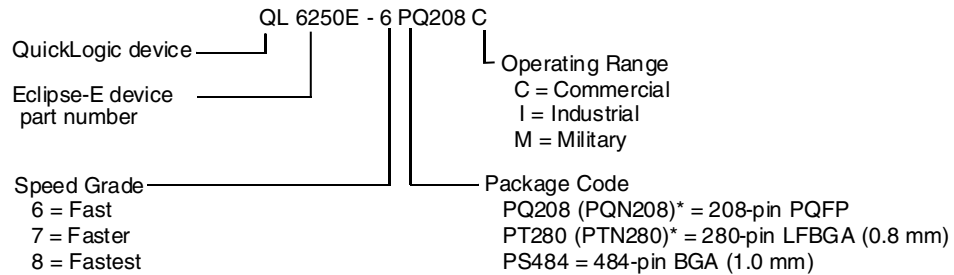 QL 6250E - 6 PQ208 C
QuickLogic device
Eclipse-E device
part number
Operating Range
C = Commercial
I = Industrial
M = Military
Speed Grade
6 = Fast
7 = Faster
8 = Fastest
Package Code
PQ208 (PQN208)* = 208-pin PQFP
PT280 (PTN280)* = 280-pin LFBGA (0.8 mm)
PS484 = 484-pin BGA (1.0 mm)